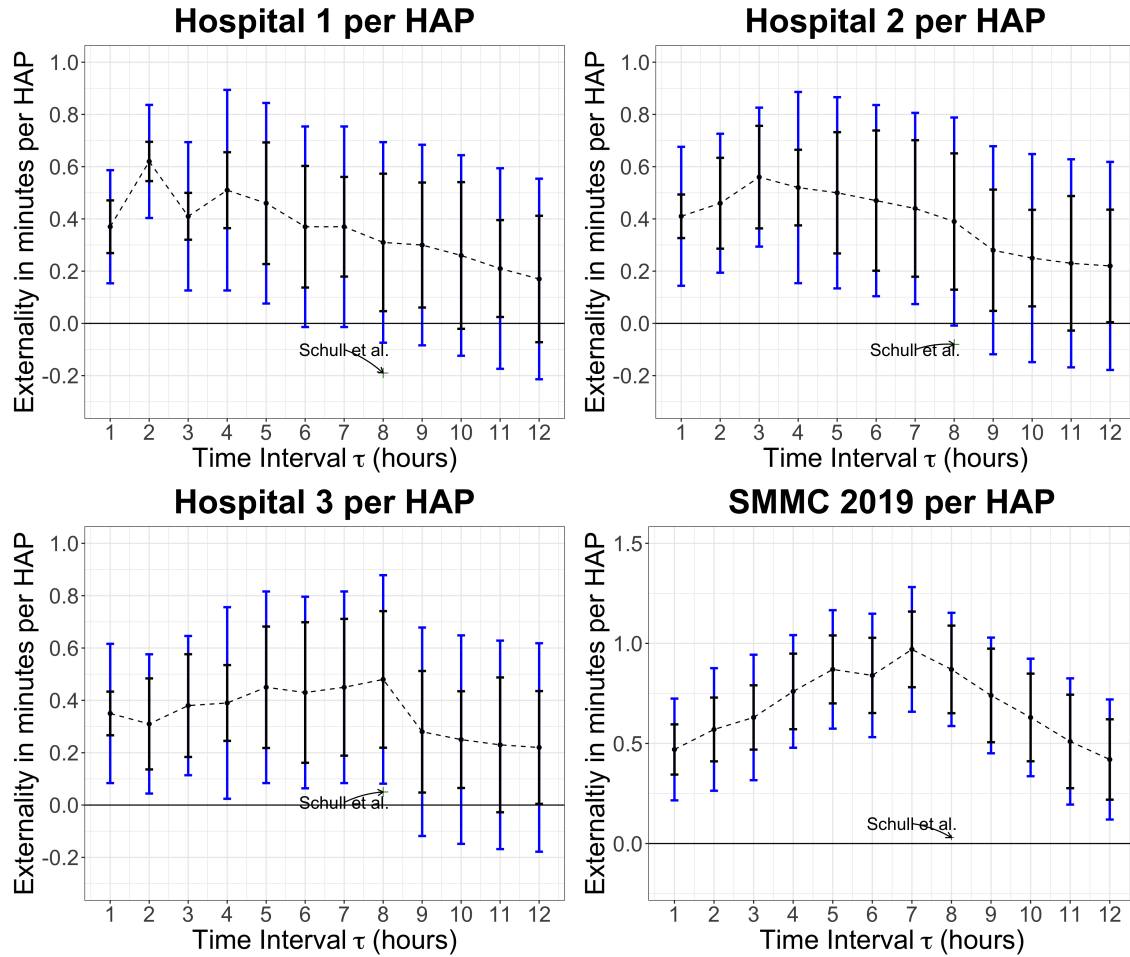 Hospital 1 per HAP
Externality in minutes per HAP
1.0
0.8
0.6
0.4
0.2
0.0
-0.2
Schull et al.
1 2 3 4 5 6 7 8 9 10 11 12
Time Interval τ (hours)
Hospital 2 per HAP
Externality in minutes per HAP
1.0
0.8
0.6
0.4
0.2
0.0
-0.2
Schull et al.
1 2 3 4 5 6 7 8 9 10 11 12
Time Interval τ (hours)
Hospital 3 per HAP
Externality in minutes per HAP
1.0
0.8
0.6
0.4
0.2
0.0
-0.2
Schull et al.
1 2 3 4 5 6 7 8 9 10 11 12
Time Interval τ (hours)
SMMC 2019 per HAP
Externaltiy in minutes per HAP
1.5
1.0
0.5
0.0
Schull et al.
1 2 3 4 5 6 7 8 9 10 11 12
Time Interval τ (hours)